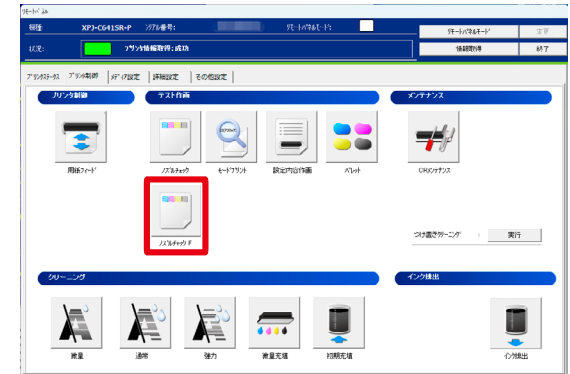 リモートパネル
機種: XPJ-C641SR-P シリアル番号: リモートパネルモード:
リモートパネルモード 変更
状況: プリンタ情報取得:成功
情報取得 終了
プリンタステータス プリンタ制御 メディア設定 詳細設定 その他設定
プリンタ制御 テスト作画 メンテナンス
用紙フィード ノズルチェック モードプリント 設定内容作画 パレット CRメンテナンス
ノズルチェック F
つけ置きクリーニング : 実行
クリーニング インク排出
微量 通常 強力 微量充填 初期充填 インク排出